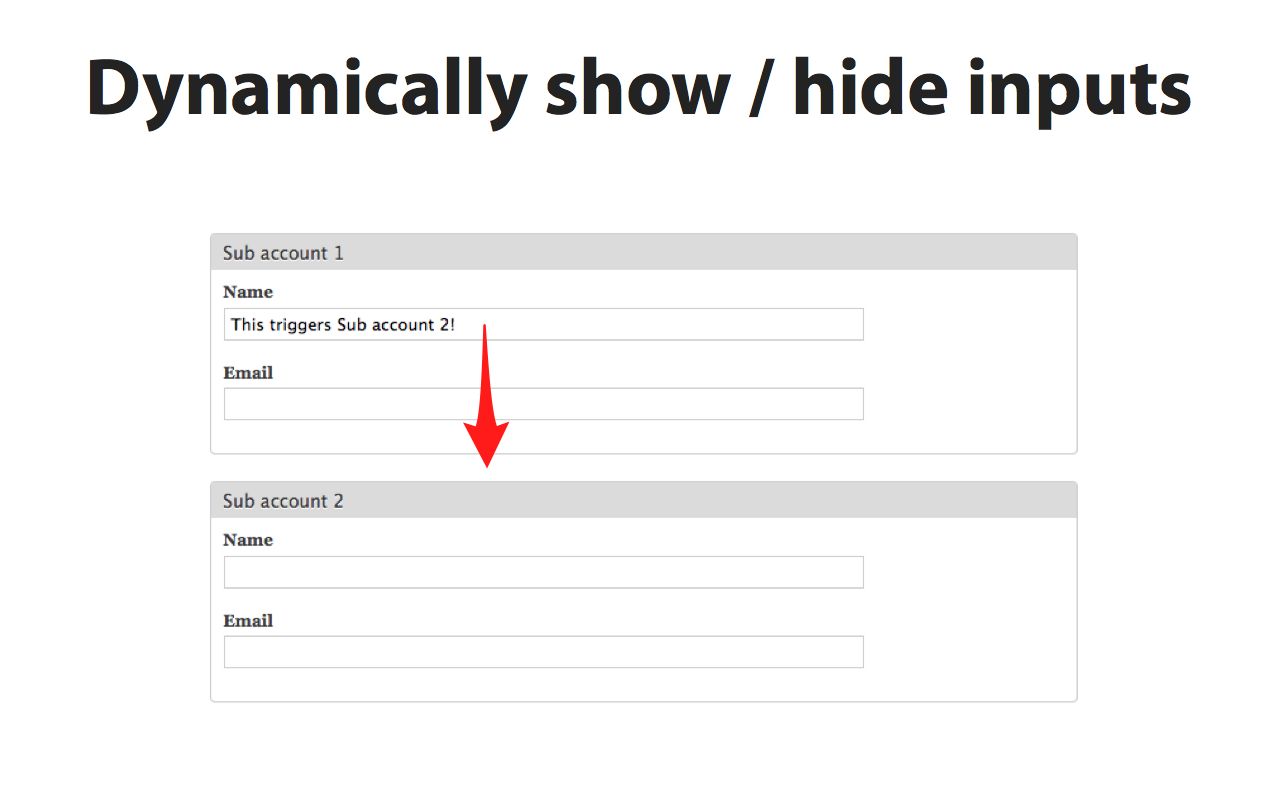 Dynamically show / hide inputs
Sub account 1
Name
This triggers Sub account 2!
Email
Sub account 2
Name
Email